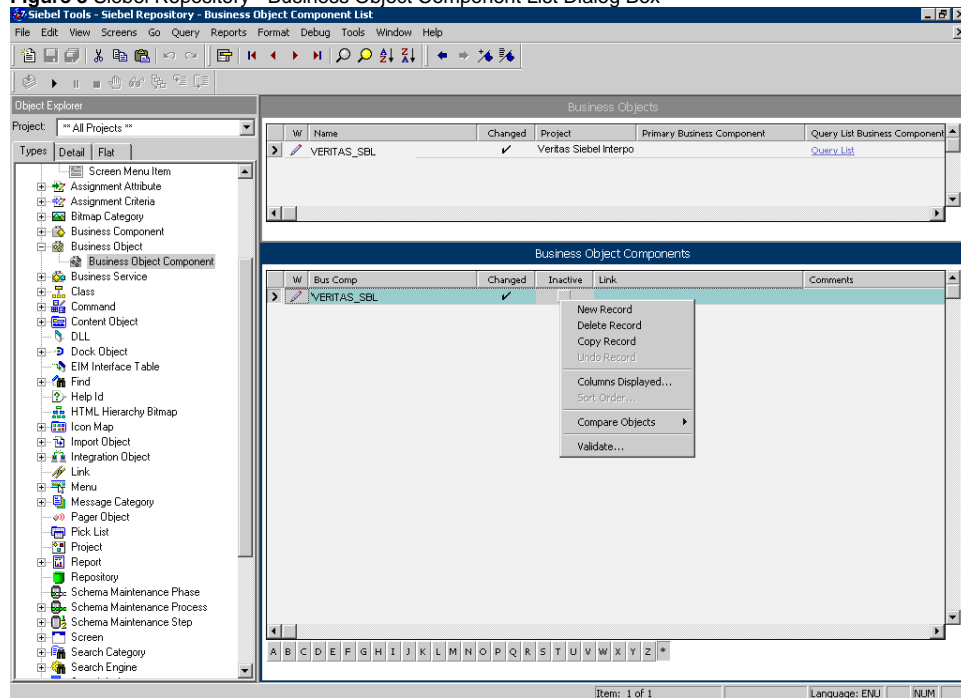 Figure 3 Siebel Repository - Business Object Component List Dialog Box
Siebel Tools - Siebel Repository - Business Object Component List
File Edit View Screens Go Query Reports Format Debug Tools Window Help
Object Explorer
Project: ** All Projects **
Types Detail Flat
Screen Menu Item
Assignment Attribute
Assignment Criteria
Bitmap Category
Business Component
Business Object
Business Object Component
Business Service
Class
Command
Content Object
DLL
Dock Object
EIM Interface Table
Find
Help Id
HTML Hierarchy Bitmap
Icon Map
Import Object
Integration Object
Link
Menu
Message Category
Pager Object
Pick List
Project
Report
Repository
Schema Maintenance Phase
Schema Maintenance Process
Schema Maintenance Step
Screen
Search Category
Search Engine
Business Objects
W Name Changed Project Primary Business Component Query List Business Component
VERITAS_SBL Veritas Siebel Interpo Query List
Business Object Components
W Bus Comp Changed Inactive Link Comments
VERITAS_SBL
New Record
Delete Record
Copy Record
Undo Record
Columns Displayed...
Sort Order...
Compare Objects
Validate...
A B C D E F G H I J K L M N O P Q R S T U V W X Y Z *
Item: 1 of 1 Language: ENU NUM